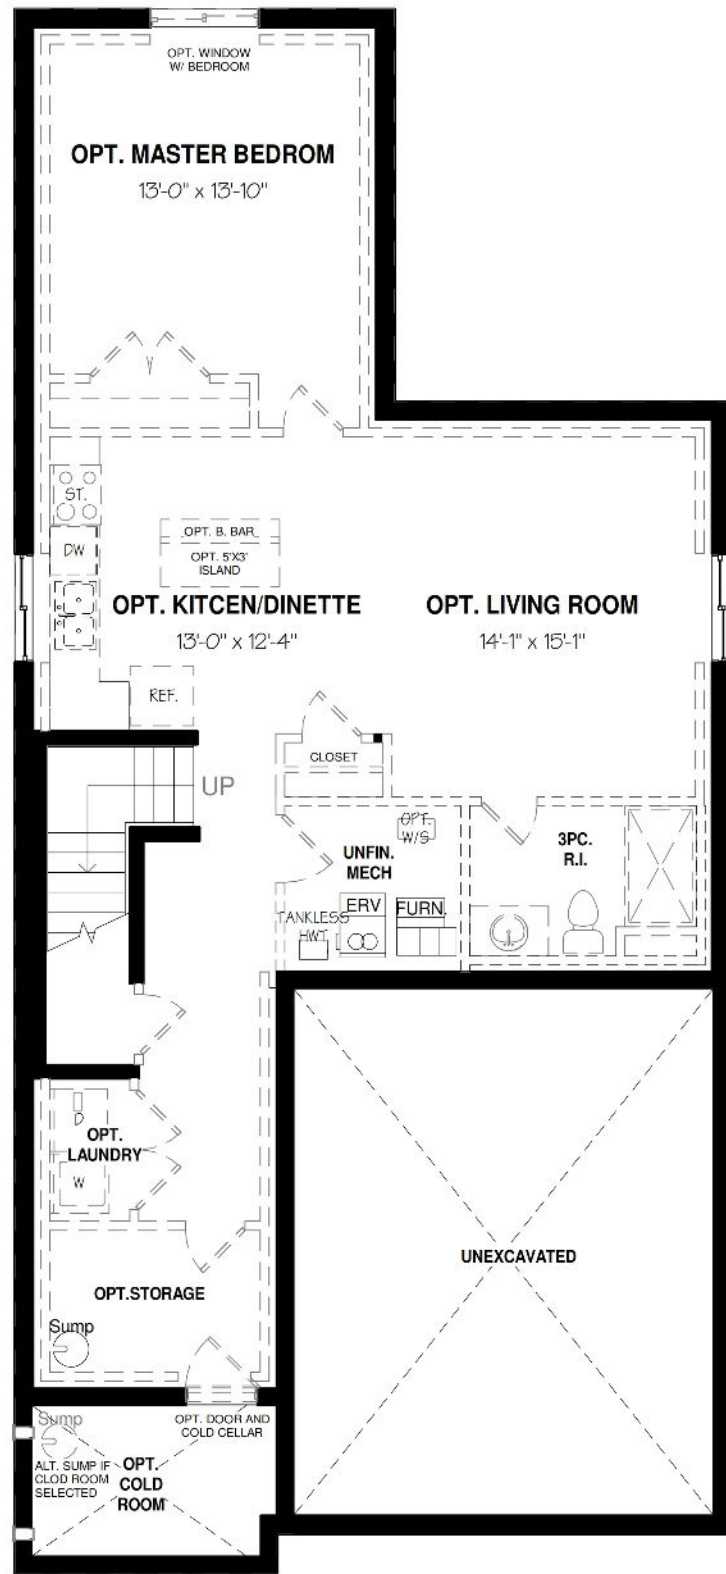 OPT. WINDOW
W/ BEDROOM
OPT. MASTER BEDROM
13'-0" x 13'-10"
ST.
DW
OPT. B. BAR
OPT. 5'X3'
ISLAND
OPT. KITCEN/DINETTE
13'-0" x 12'-4"
OPT. LIVING ROOM
14'-1" x 15'-1"
REF.
CLOSET
UP
OPT.
W/S
UNFIN.
MECH
3PC.
R.I.
ERV
FURN.
TANKLESS
HWT
D
OPT.
LAUNDRY
W
UNEXCAVATED
OPT.STORAGE
Sump
Sump
OPT. DOOR AND
COLD CELLAR
ALT. SUMP IF
CLOD ROOM
SELECTED
OPT.
COLD
ROOM